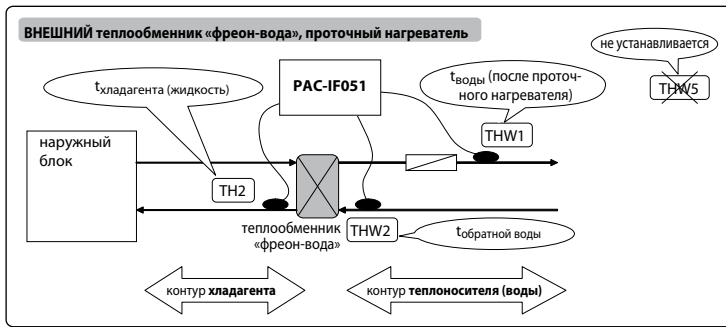 ВНЕШНИЙ теплообменник «фреон-вода», проточный нагреватель
не устанавливается
THW5
tхладагента (жидкость)
PAC-IF051
tводы (после проточ-
ного нагревателя)
THW1
наружный
блок
TH2
теплообменник
«фреон-вода»
THW2
tобратной воды
контур хладагента
контур теплоносителя (воды)